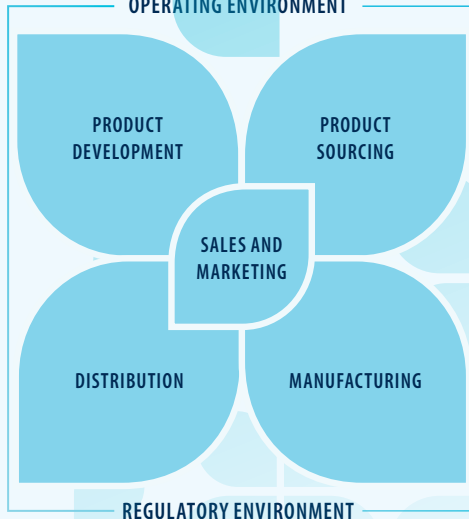 OPERATING ENVIRONMENT
PRODUCT
DEVELOPMENT
PRODUCT
SOURCING
SALES AND
MARKETING
DISTRIBUTION
MANUFACTURING
REGULATORY ENVIRONMENT